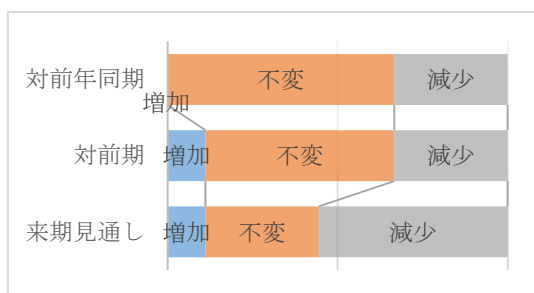 対前年同期 不変 減少
増加
対前期 増加 不変 減少
来期見通し 増加 不変 減少